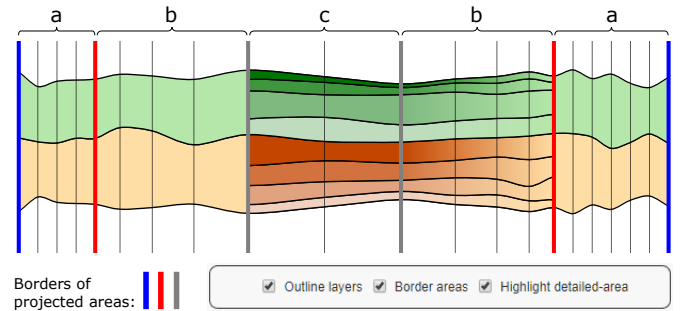 a b c b a
Borders of
projected areas:
Outline layers Border areas Highlight detailed-area